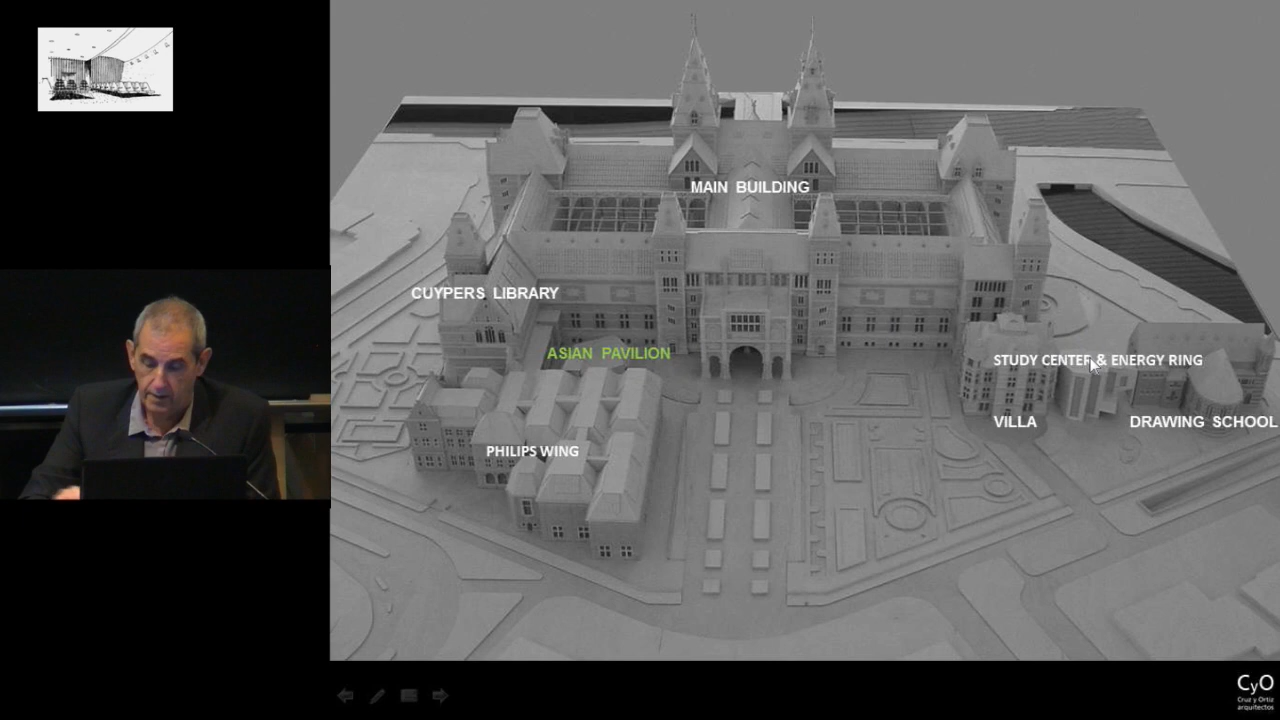 MAIN BUILDING
CUYPERS LIBRARY
ASIAN PAVILION
STUDY CENTER & ENERGY RING
VILLA
DRAWING SCHOOL
PHILIPS WING
CyO
Cruz y Ortiz
arquitectos